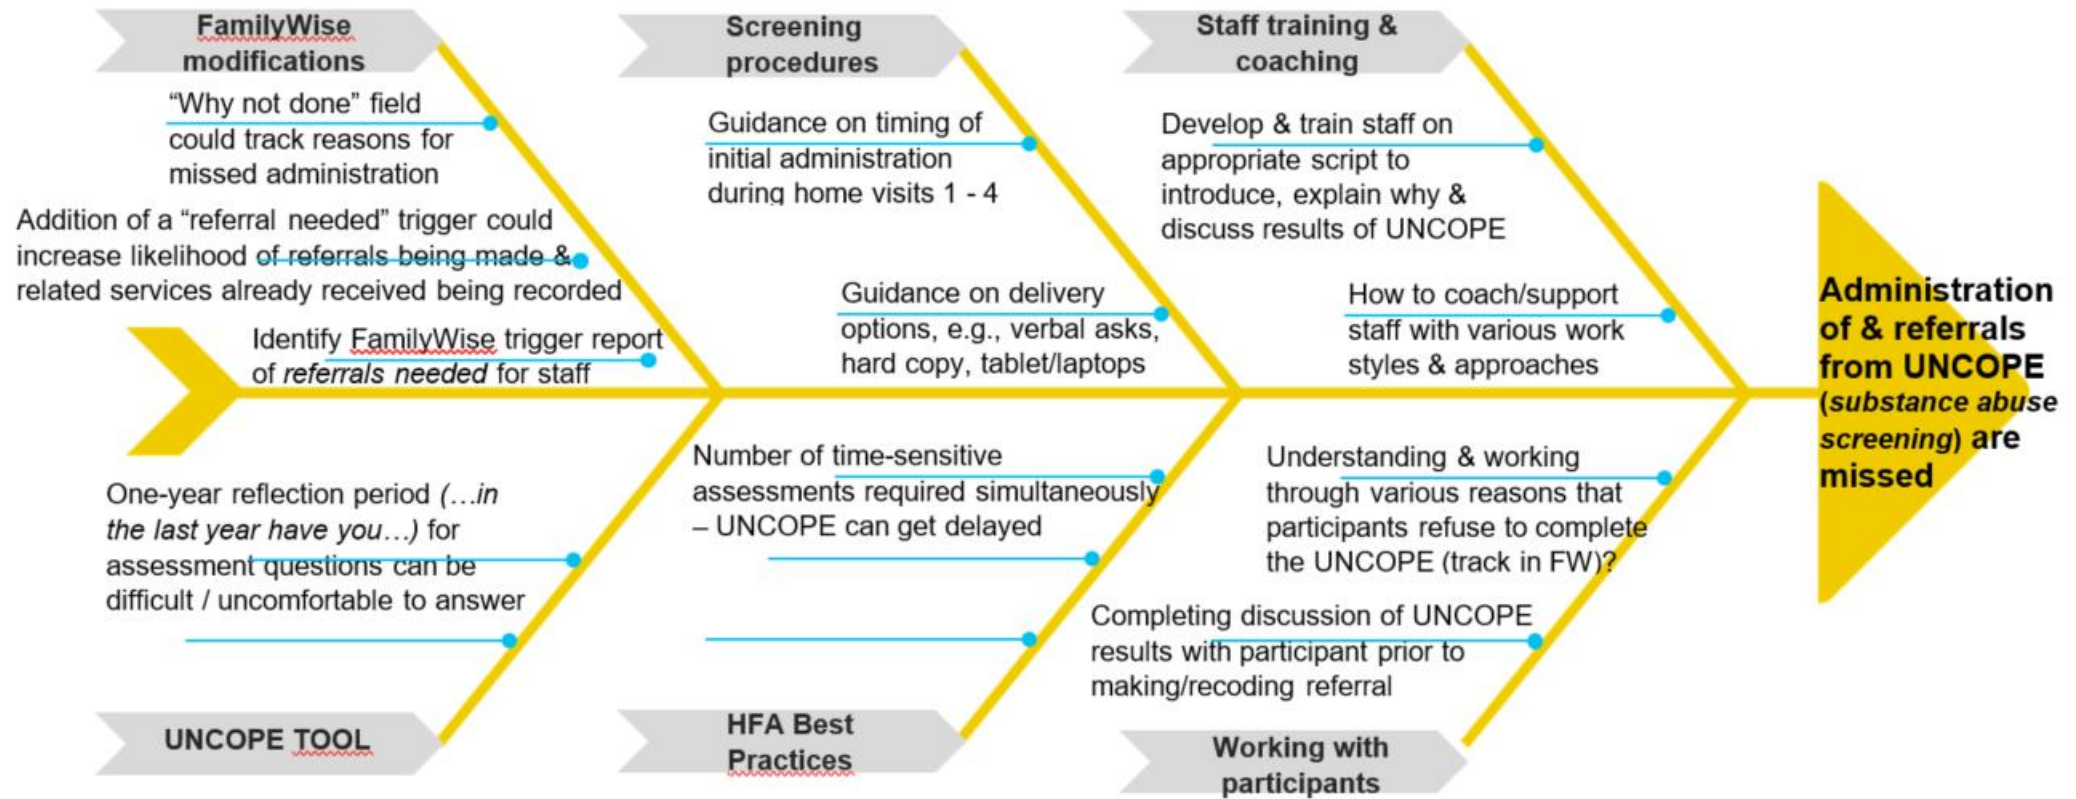 FamilyWise
modifications
"Why not done" field
could track reasons for
missed administration
Addition of a "referral needed" trigger could
increase likelihood of referrals being made &
related services already received being recorded
Identify FamilyWise trigger report
of referrals needed for staff
Screening
procedures
Guidance on timing of
initial administration
during home visits 1 - 4
Guidance on delivery
options, e.g., verbal asks,
hard copy, tablet/laptops
Staff training &
coaching
Develop & train staff on
appropriate script to
introduce, explain why &
discuss results of UNCOPE
How to coach/support
staff with various work
styles & approaches
Administration
of & referrals
from UNCOPE
(substance abuse
screening) are
missed
One-year reflection period (…in
the last year have you…) for
assessment questions can be
difficult / uncomfortable to answer
UNCOPE TOOL
Number of time-sensitive
assessments required simultaneously
– UNCOPE can get delayed
HFA Best
Practices
Understanding & working
through various reasons that
participants refuse to complete
the UNCOPE (track in FW)?
Completing discussion of UNCOPE
results with participant prior to
making/recoding referral
Working with
participants